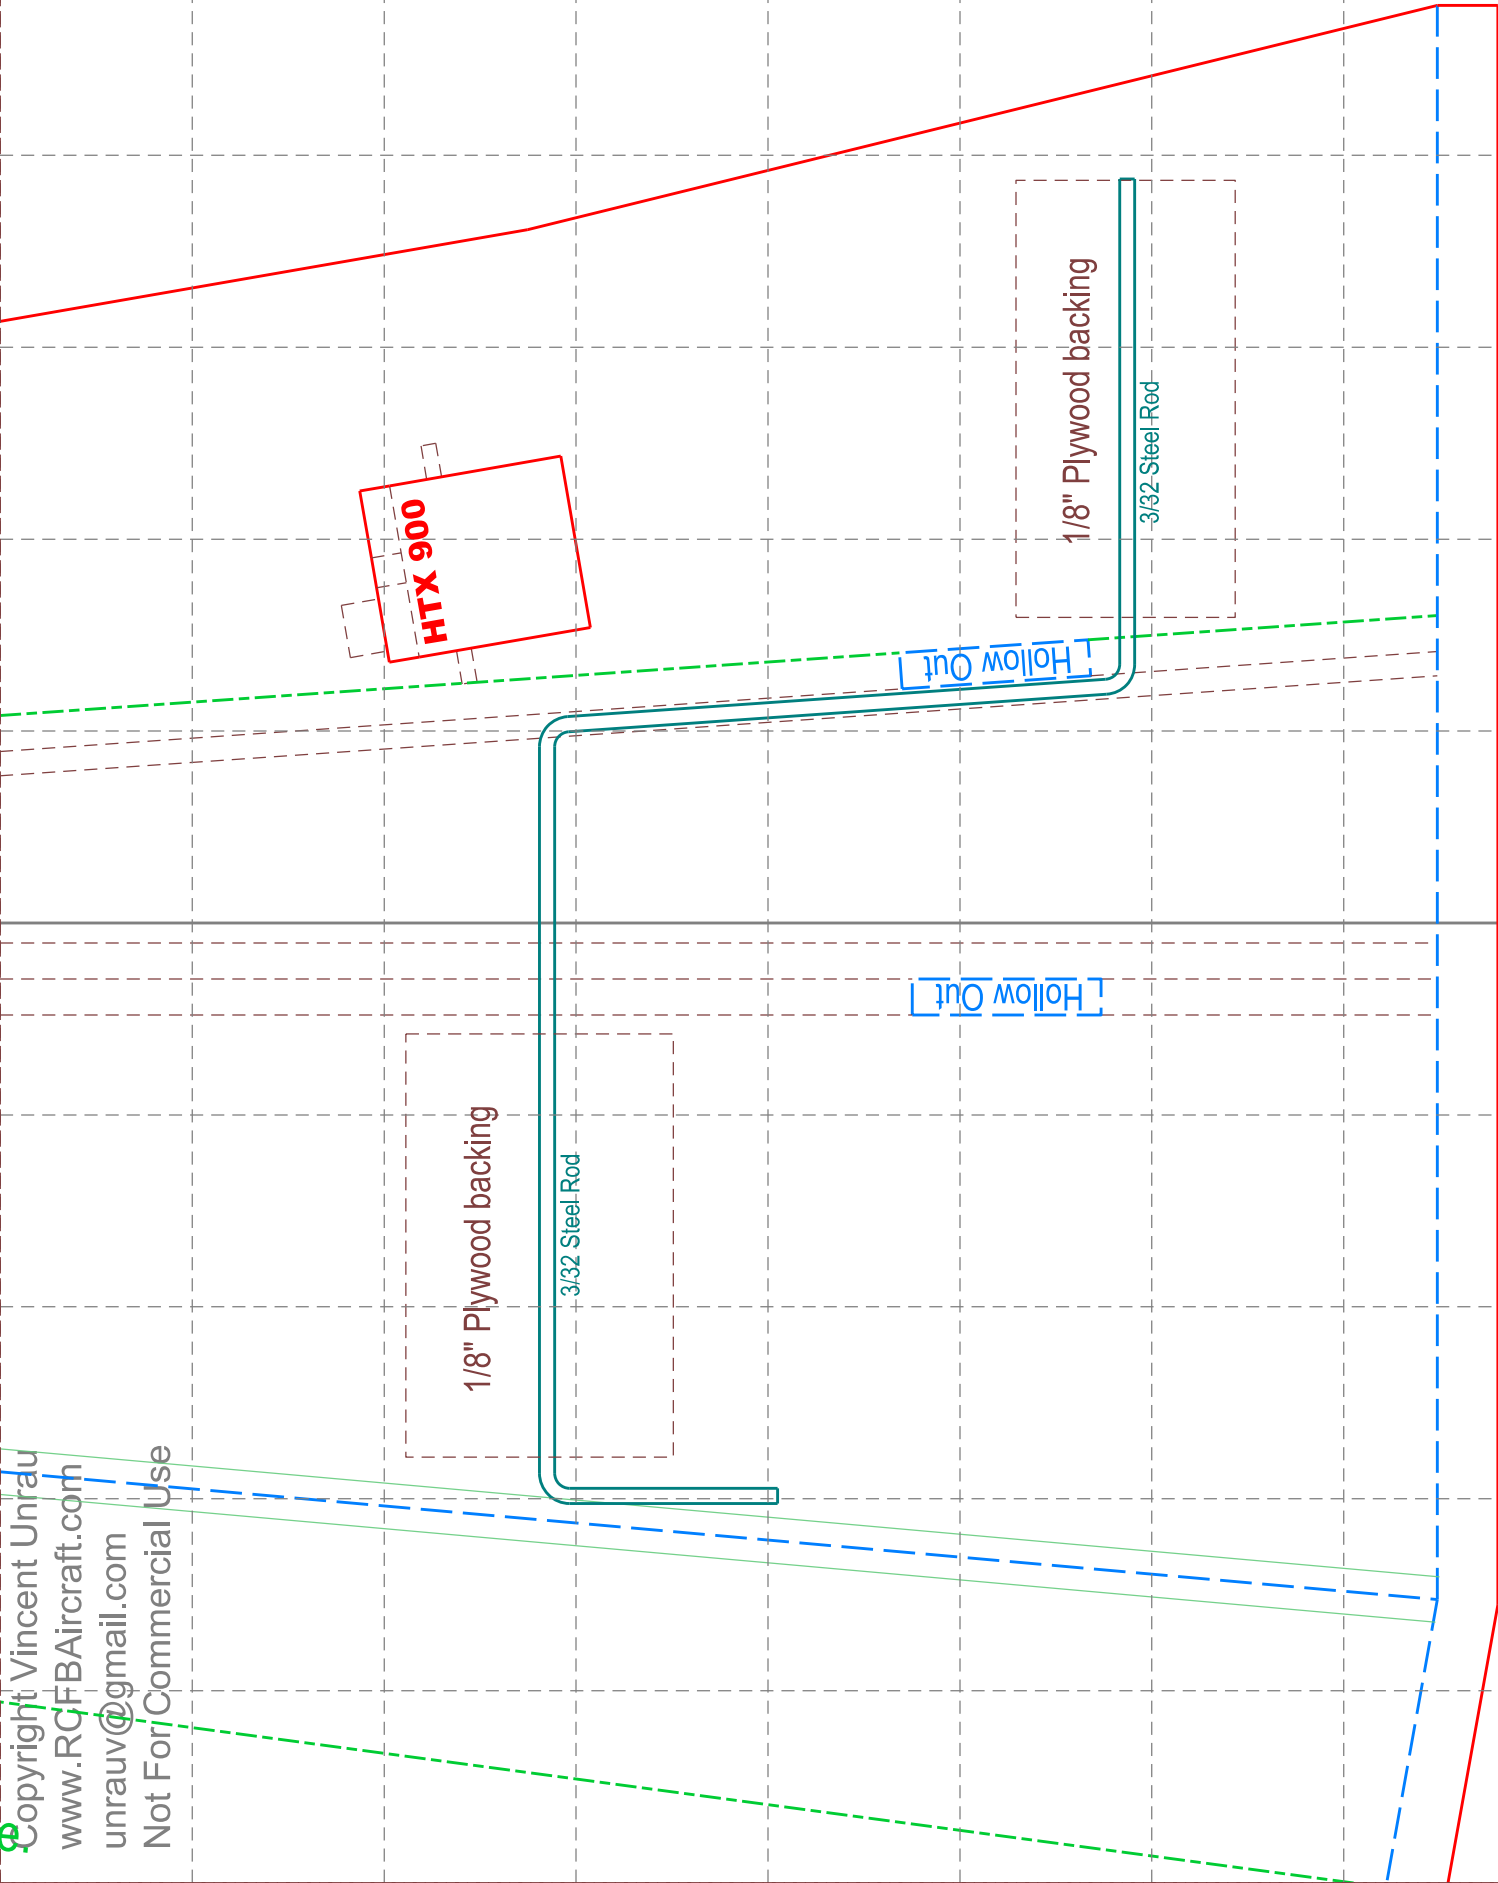 1/8" Plywood backing
3/32 Steel Rod
HTX 900
Hollow Out
Hollow Out
1/8" Plywood backing
3/32 Steel Rod
Copyright Vincent Unrau
www.RCFBAircraft.com
unrauv@gmail.com
Not For Commercial Use
e.